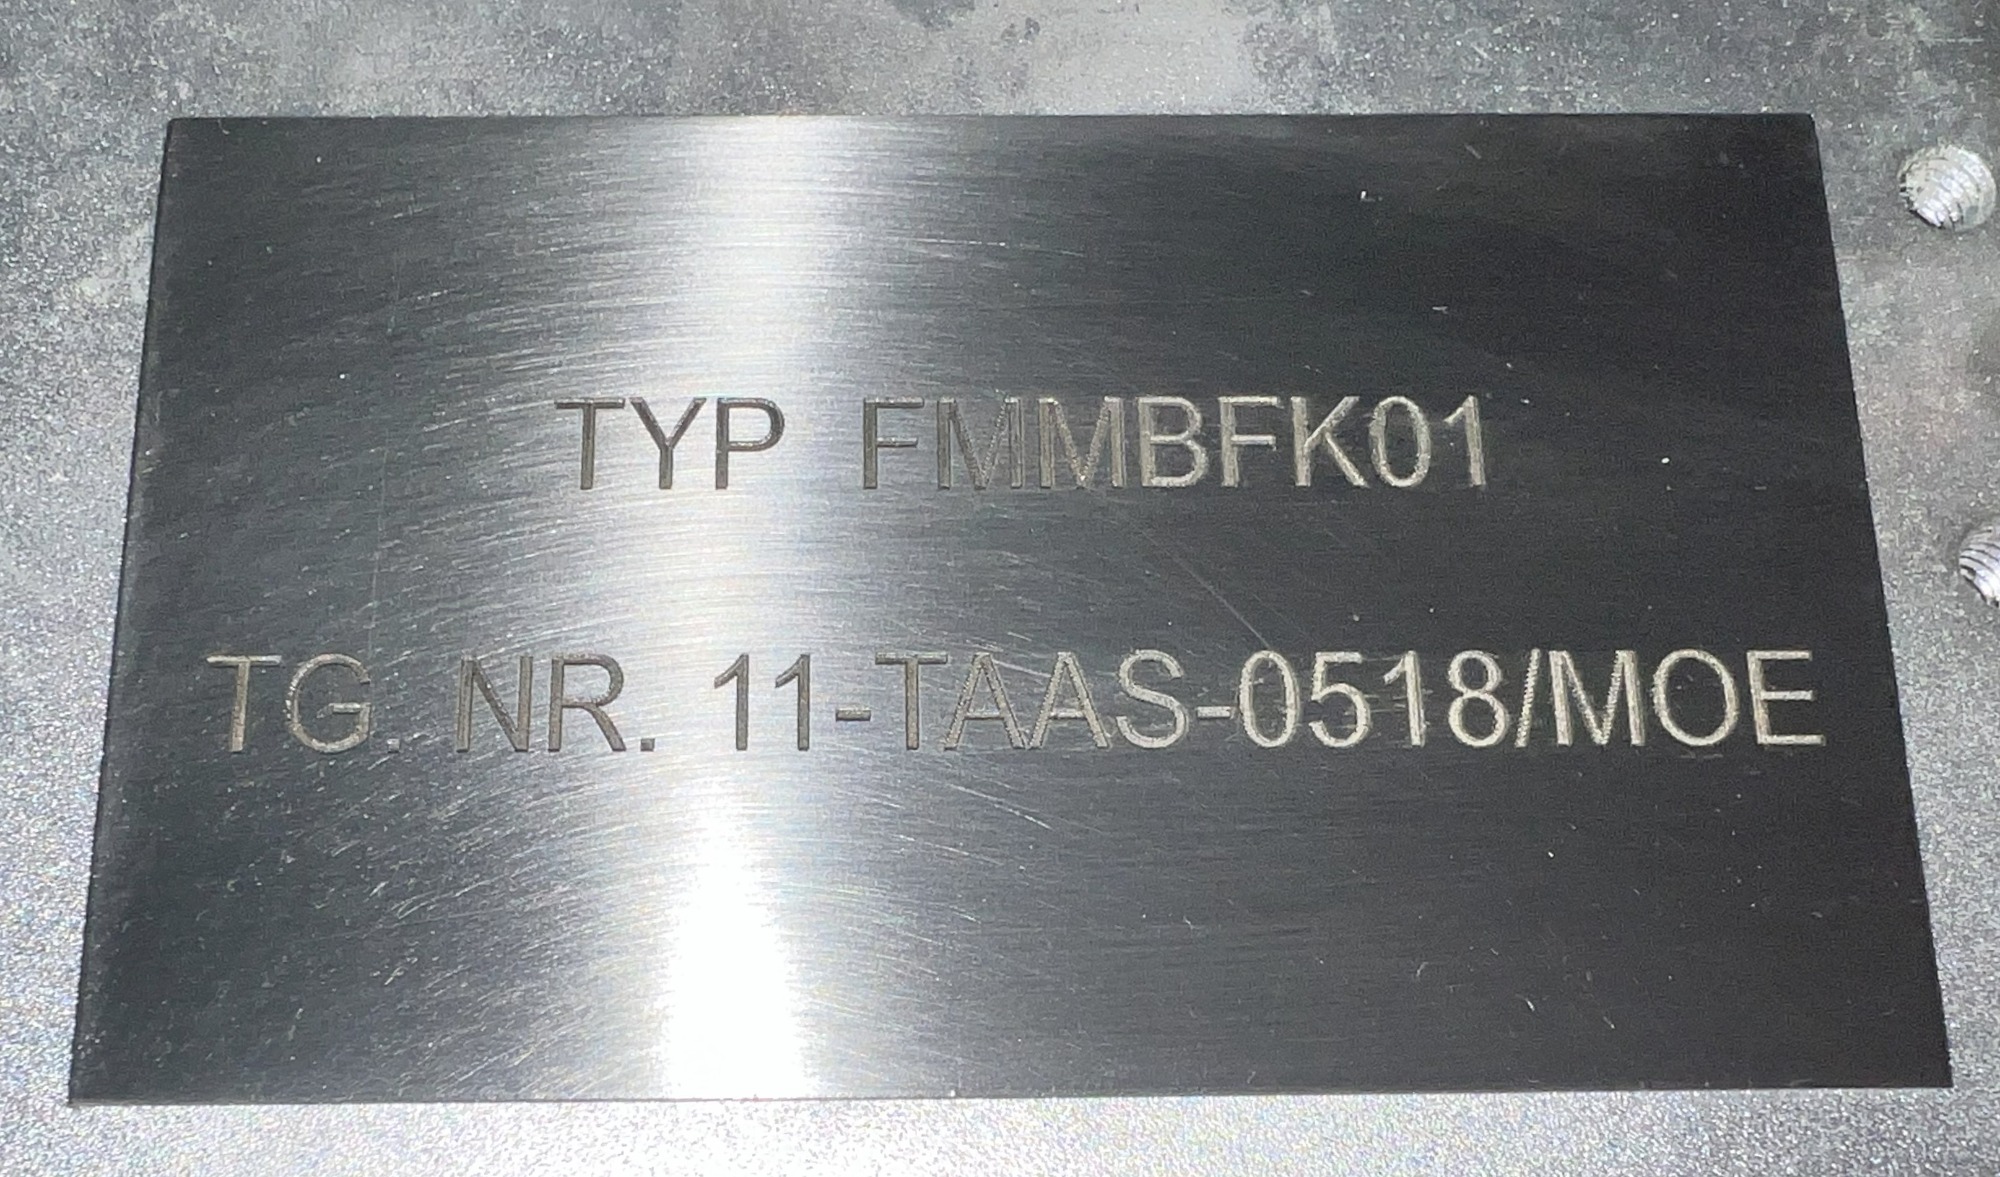 TYP FMMBFK01
TG. NR. 11-TAAS-0518/MOE